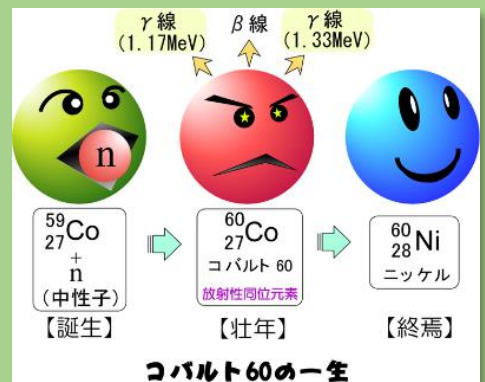 γ線
(1.17MeV)
β線
γ線
(1.33MeV)
n
59
27Co
+
n
(中性子)
【誕生】
60
27Co
コバルト60
放射性同位元素
【壮年】
60
28Ni
ニッケル
【終焉】
コバルト60の一生